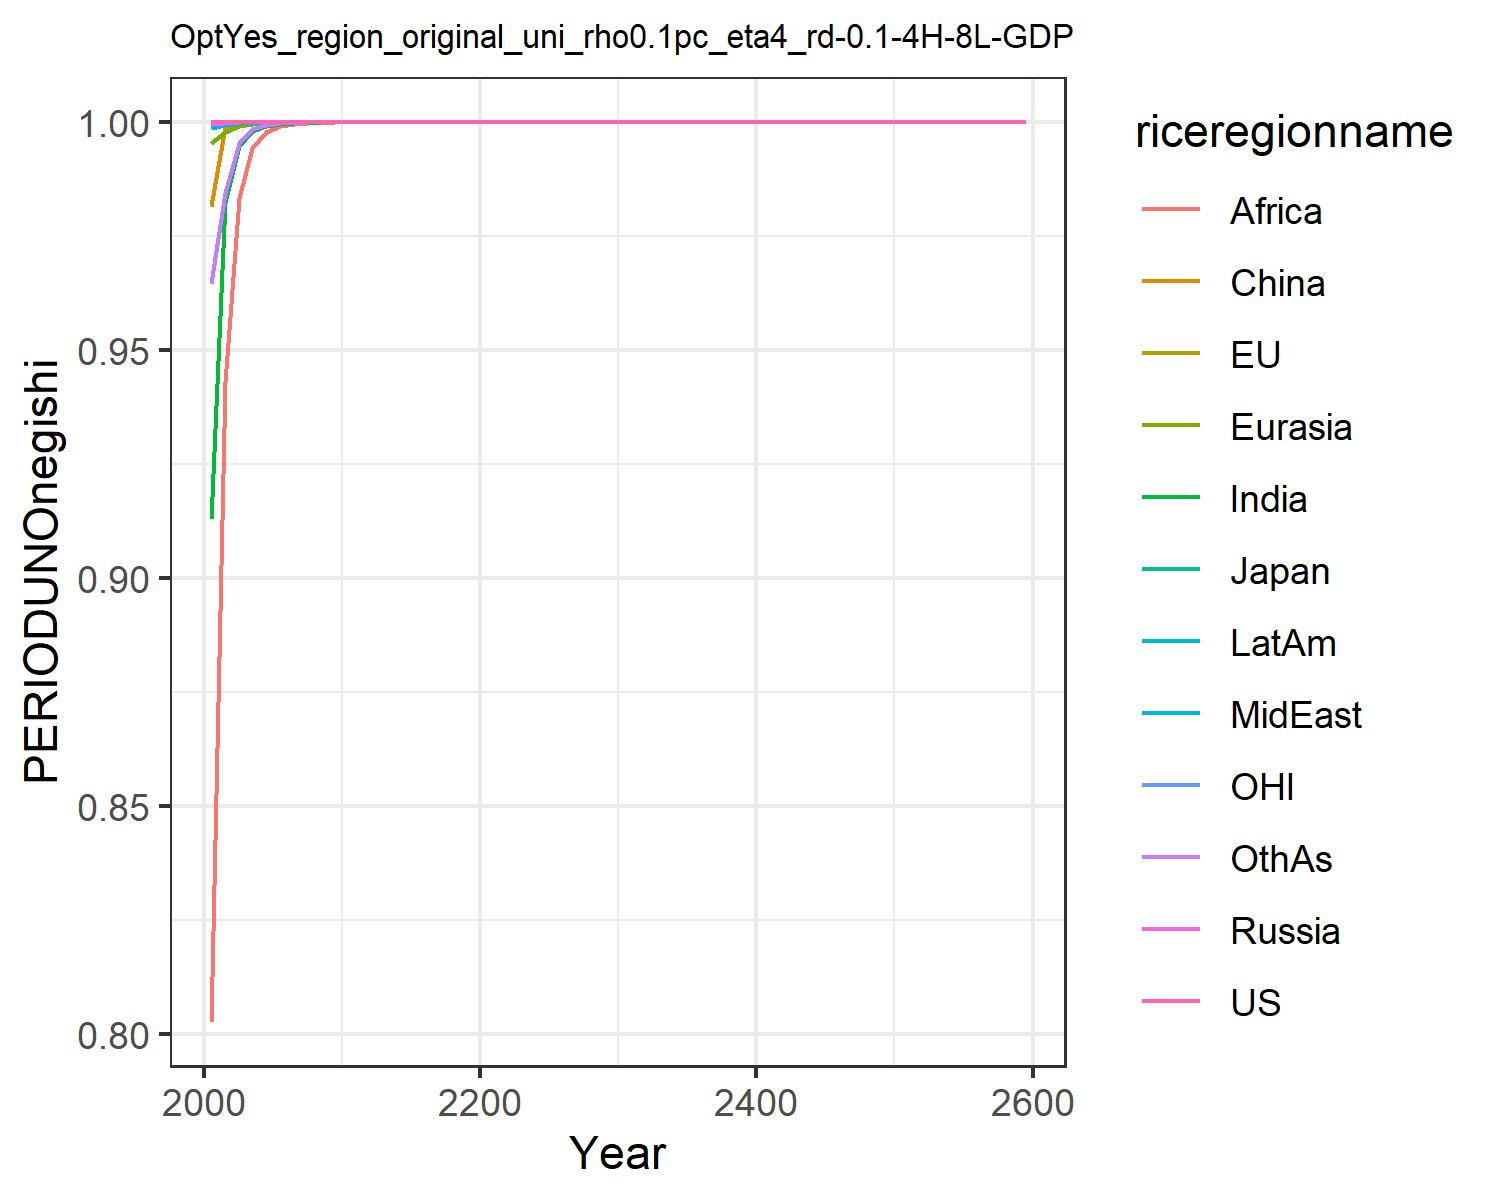 OptYes_region_original_uni_rho0.1pc_eta4_rd-0.1-4H-8L-GDP
PERIODUNOnegishi
1.00
0.95
0.90
0.85
0.80
2000
2200
2400
2600
Year
riceregionname
Africa
China
EU
Eurasia
India
Japan
LatAm
MidEast
OHI
OthAs
Russia
US